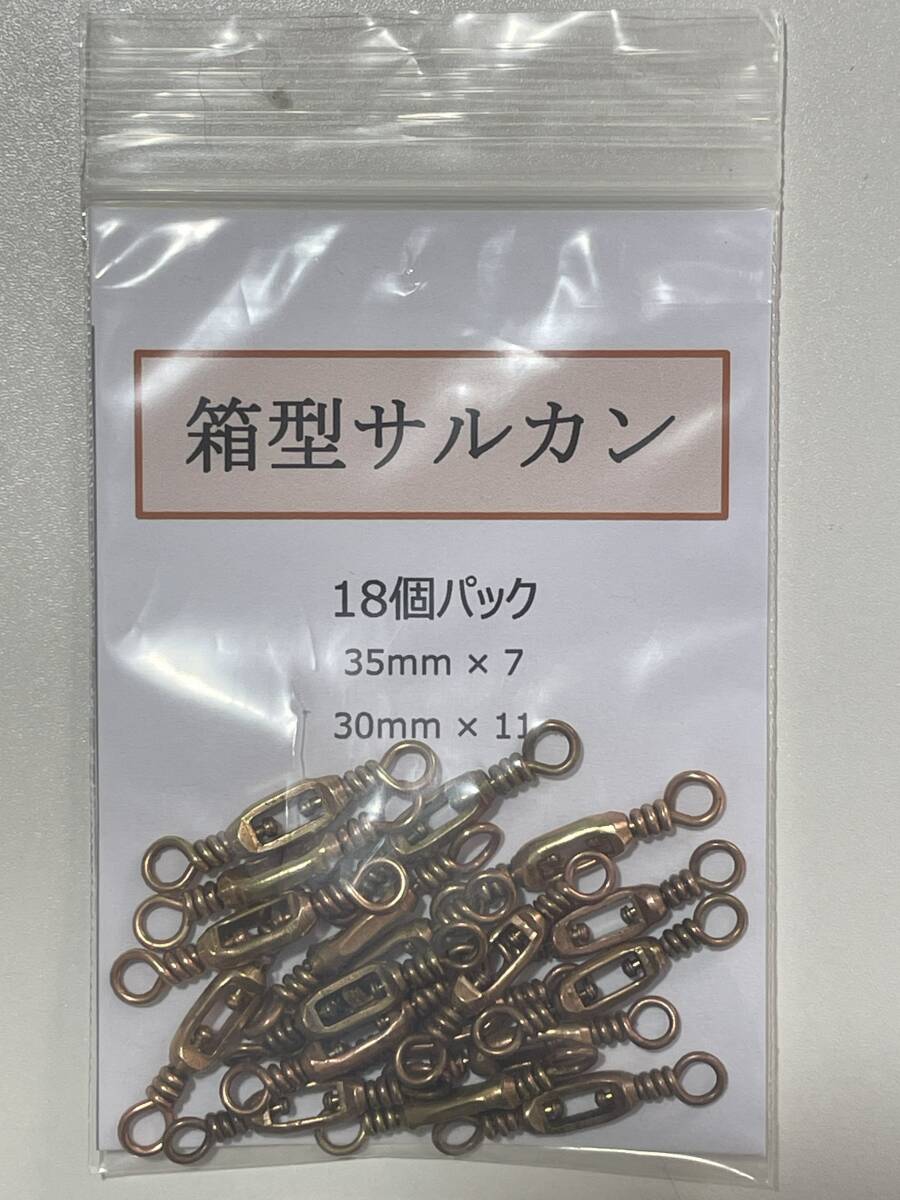 箱型サルカン
18個パック
35mm × 7
30mm × 11